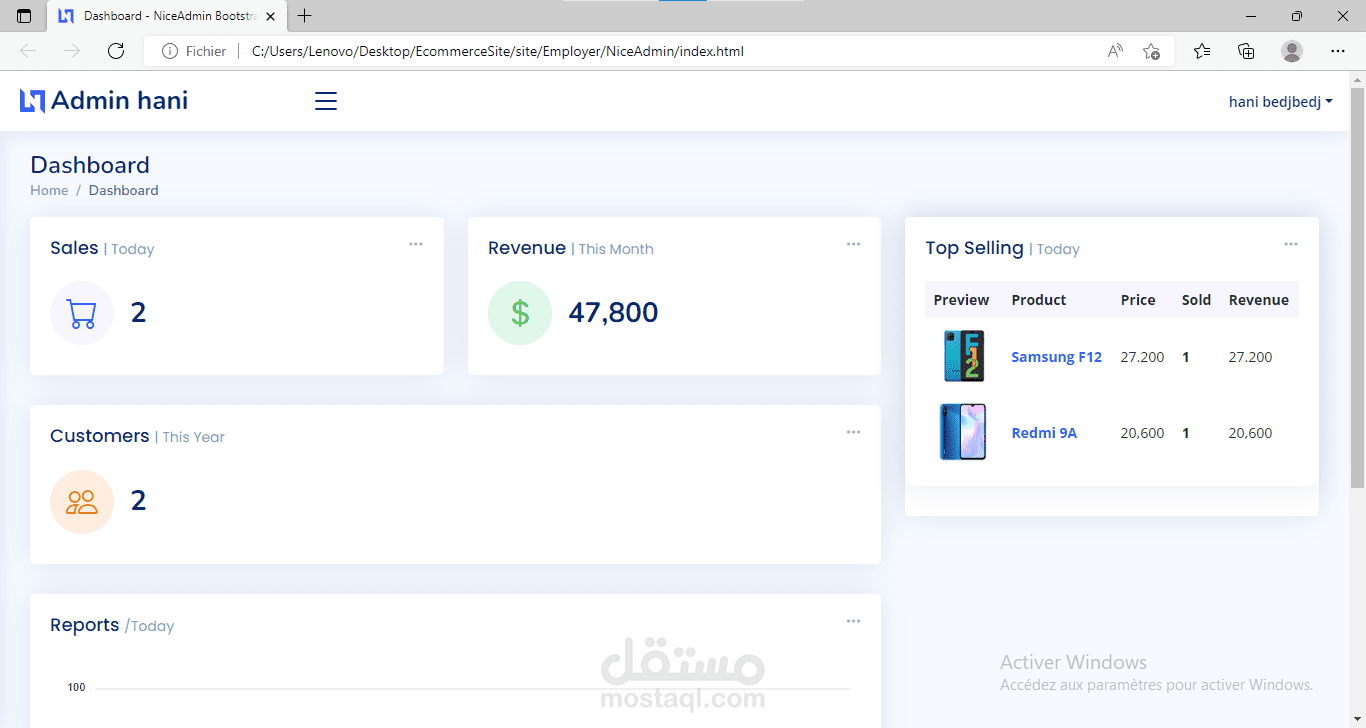 Dashboard - NiceAdmin Bootstra
Fichier
C:/Users/Lenovo/Desktop/EcommerceSite/site/Employer/NiceAdmin/index.html
Admin hani
hani bedjbedj
Dashboard
Home / Dashboard
Sales | Today
2
Revenue | This Month
$ 47,800
Customers | This Year
2
Reports /Today
100
Top Selling | Today
Preview Product Price Sold Revenue
F12
Samsung F12 27.200 1 27.200
Redmi 9A 20,600 1 20,600
مستقل
mostaql.com
Activer Windows
Accédez aux paramètres pour activer Windows.